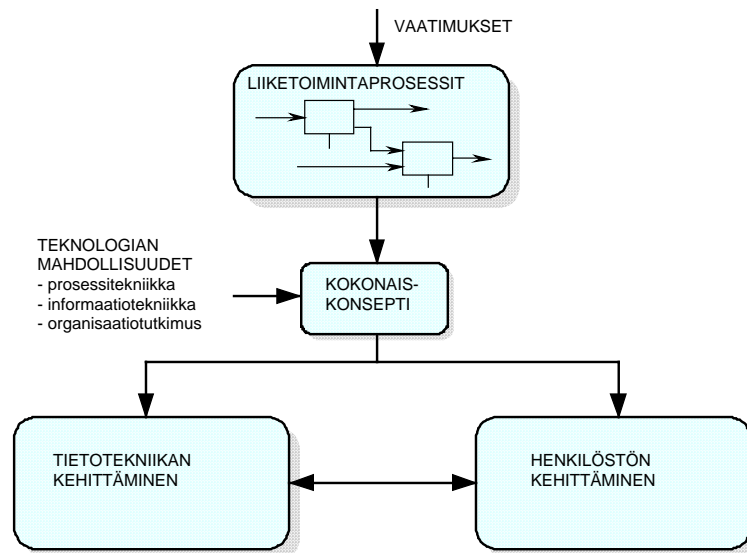 VAATIMUKSET
LIIKETOIMINTAPROSESSIT
TEKNOLOGIAN
MAHDOLLISUUDET
- prosessitekniikka
- informaatiotekniikka
- organisaatiotutkimus
KOKONAIS-
KONSEPTI
TIETOTEKNIIKAN
KEHITTÄMINEN
HENKILÖSTÖN
KEHITTÄMINEN